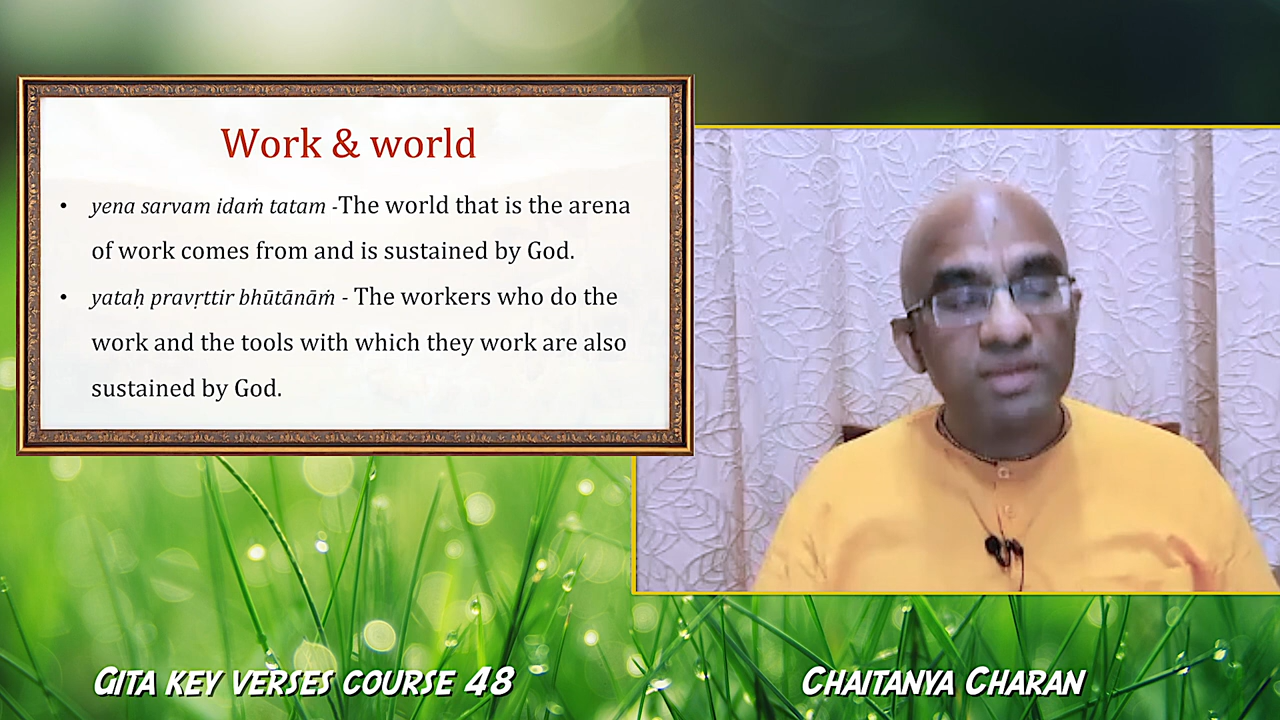 Work & world
• yena sarvam idaṁ tatam -The world that is the arena
of work comes from and is sustained by God.
• yataḥ pravṛttir bhūtānāṁ - The workers who do the
work and the tools with which they work are also
sustained by God.
GITA KEY VERSES COURSE 48
CHAITANYA CHARAN